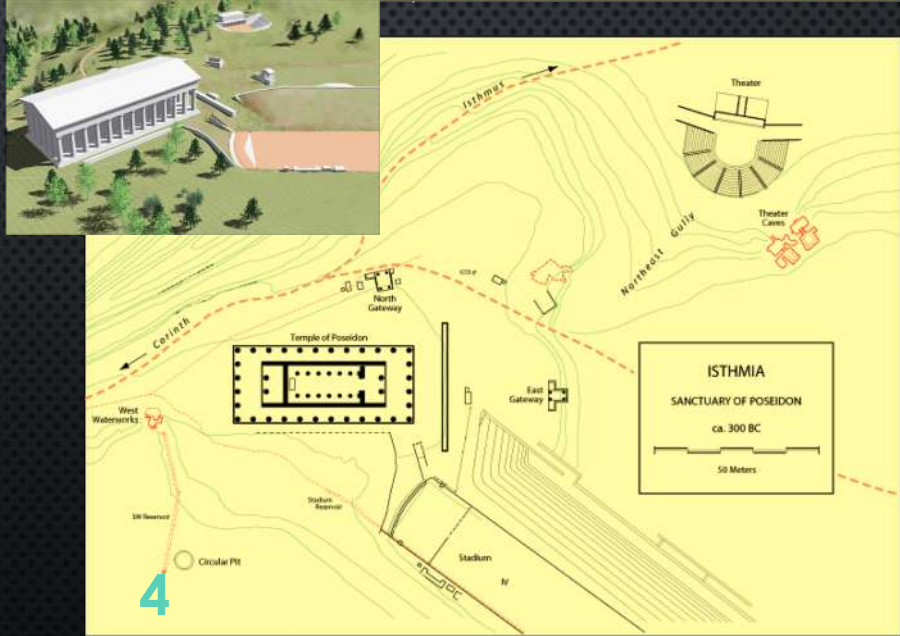 Isthmus
Theater
Theater
Caves
Northeast Gully
North
Gateway
Corinth
Temple of Poseidon
East
Gateway
West
Waterworks
ISTHMIA
SANCTUARY OF POSEIDON
ca. 300 BC
50 Meters
Stadium
Reservoir
SW Reservoir
Stadium
IV
Circular Pit
4